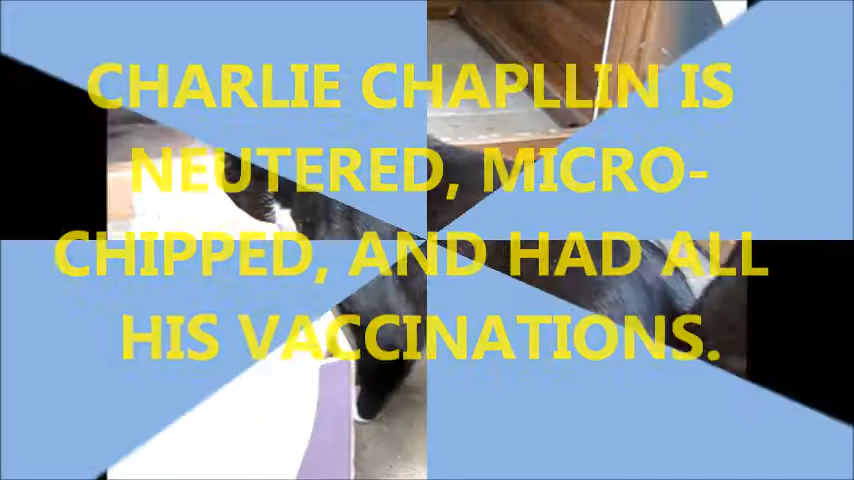 CHARLIE CHAPLLIN IS
NEUTERED, MICRO-
CHIPPED, AND HAD ALL
HIS VACCINATIONS.